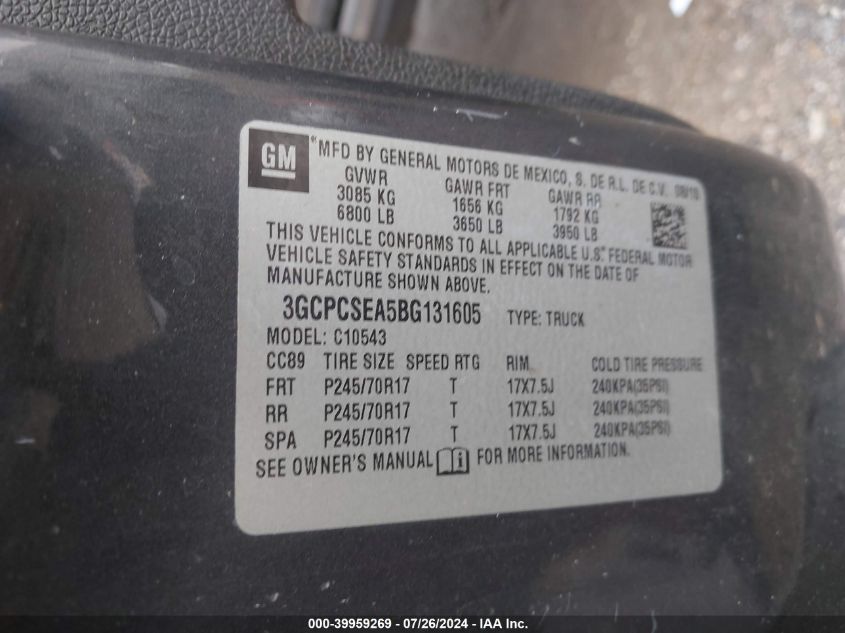 GM
*MFD BY GENERAL MOTORS DE MEXICO, S. DE R.L. DE C.V. 08/10
GVWR GAWR FRT GAWR RR
3085 KG 1656 KG 1792 KG
6800 LB 3650 LB 3950 LB
THIS VEHICLE CONFORMS TO ALL APPLICABLE U.S. FEDERAL MOTOR
VEHICLE SAFETY STANDARDS IN EFFECT ON THE DATE OF
MANUFACTURE SHOWN ABOVE.
3GCPCSEA5BG131605 TYPE: TRUCK
MODEL: C10543
CC89 TIRE SIZE SPEED RTG RIM COLD TIRE PRESSURE
FRT P245/70R17 T 17X7.5J 240KPA(35PSI)
RR P245/70R17 T 17X7.5J 240KPA(35PSI)
SPA P245/70R17 T 17X7.5J 240KPA(35PSI)
SEE OWNER'S MANUAL i FOR MORE INFORMATION.
000-39959269 - 07/26/2024 - IAA Inc.